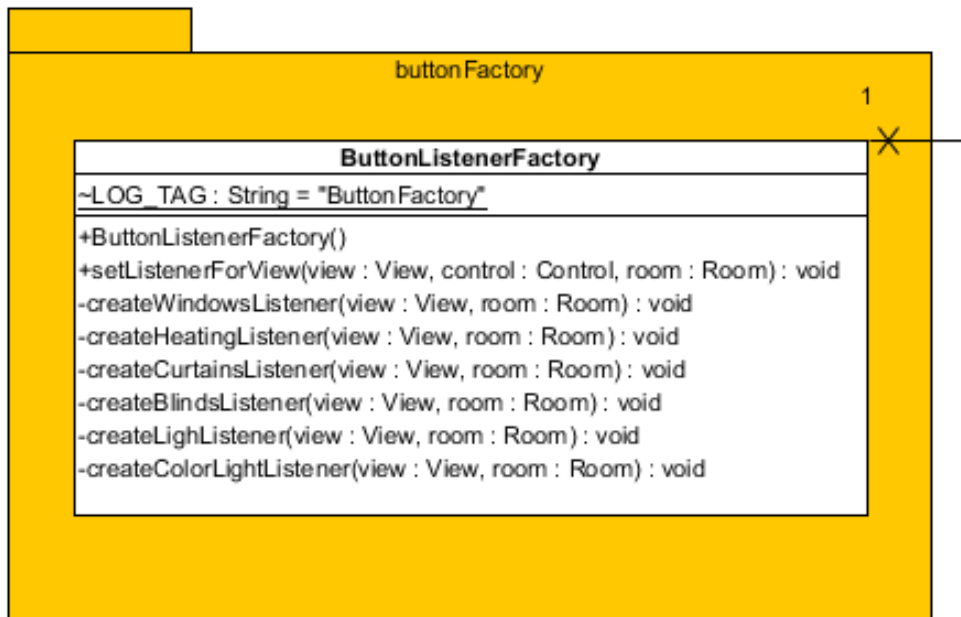 buttonFactory
1
ButtonListenerFactory
~LOG_TAG : String = "ButtonFactory"
+ButtonListenerFactory()
+setListenerForView(view : View, control : Control, room : Room) : void
-createWindowsListener(view : View, room : Room) : void
-createHeatingListener(view : View, room : Room) : void
-createCurtainsListener(view : View, room : Room) : void
-createBlindsListener(view : View, room : Room) : void
-createLighListener(view : View, room : Room) : void
-createColorLightListener(view : View, room : Room) : void